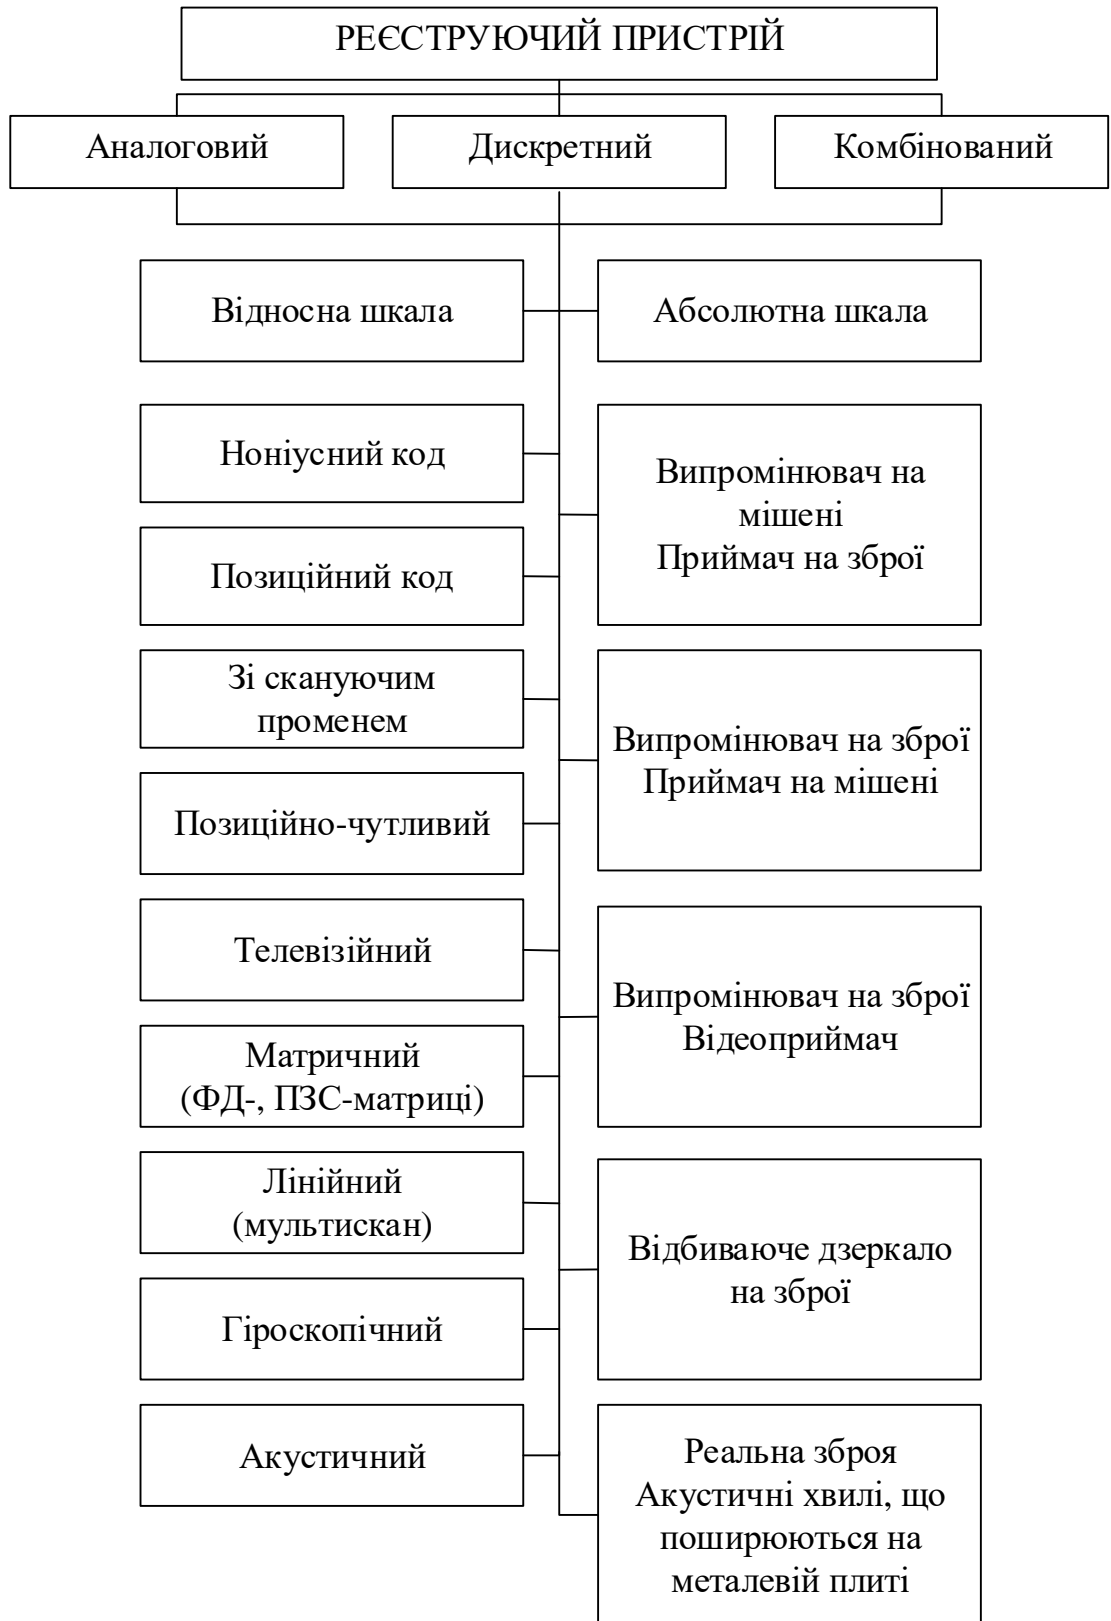 РЕЄСТРУЮЧИЙ ПРИСТРІЙ
Аналоговий
Дискретний
Комбінований
Відносна шкала
Абсолютна шкала
Ноніусний код
Випромінювач на
мішені
Приймач на зброї
Позиційний код
Зі скануючим
променем
Випромінювач на зброї
Приймач на мішені
Позиційно-чутливий
Телевізійний
Випромінювач на зброї
Відеоприймач
Матричний
(ФД-, ПЗС-матриці)
Лінійний
(мультискан)
Відбиваюче дзеркало
на зброї
Гіроскопічний
Акустичний
Реальна зброя
Акустичні хвилі, що
поширюються на
металевій плиті